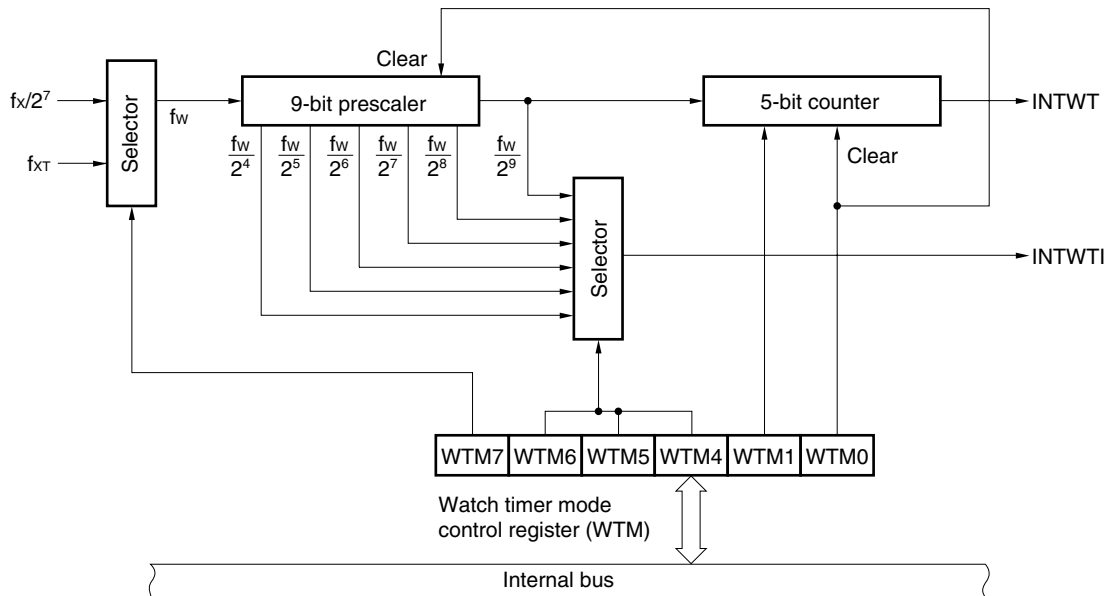 Clear
fX/2⁷
fXT
Selector
fW
9-bit prescaler
5-bit counter
INTWT
fW/2⁴
fW/2⁵
fW/2⁶
fW/2⁷
fW/2⁸
fW/2⁹
Clear
Selector
INTWTI
WTM7 WTM6 WTM5 WTM4 WTM1 WTM0
Watch timer mode
control register (WTM)
Internal bus